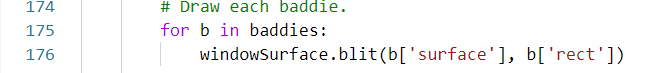 174 # Draw each baddie.
175 for b in baddies:
176 windowSurface.blit(b['surface'], b['rect'])